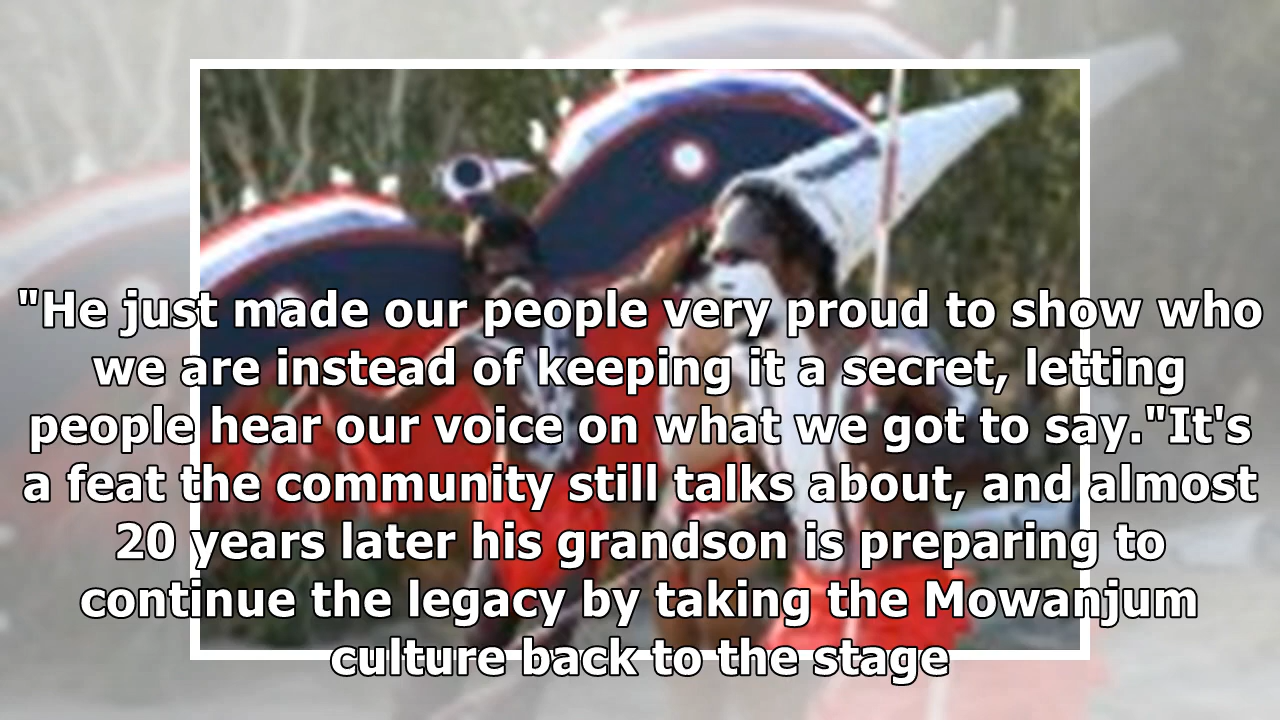 "He just made our people very proud to show who
we are instead of keeping it a secret, letting
people hear our voice on what we got to say."It's
a feat the community still talks about, and almost
20 years later his grandson is preparing to
continue the legacy by taking the Mowanjum
culture back to the stage